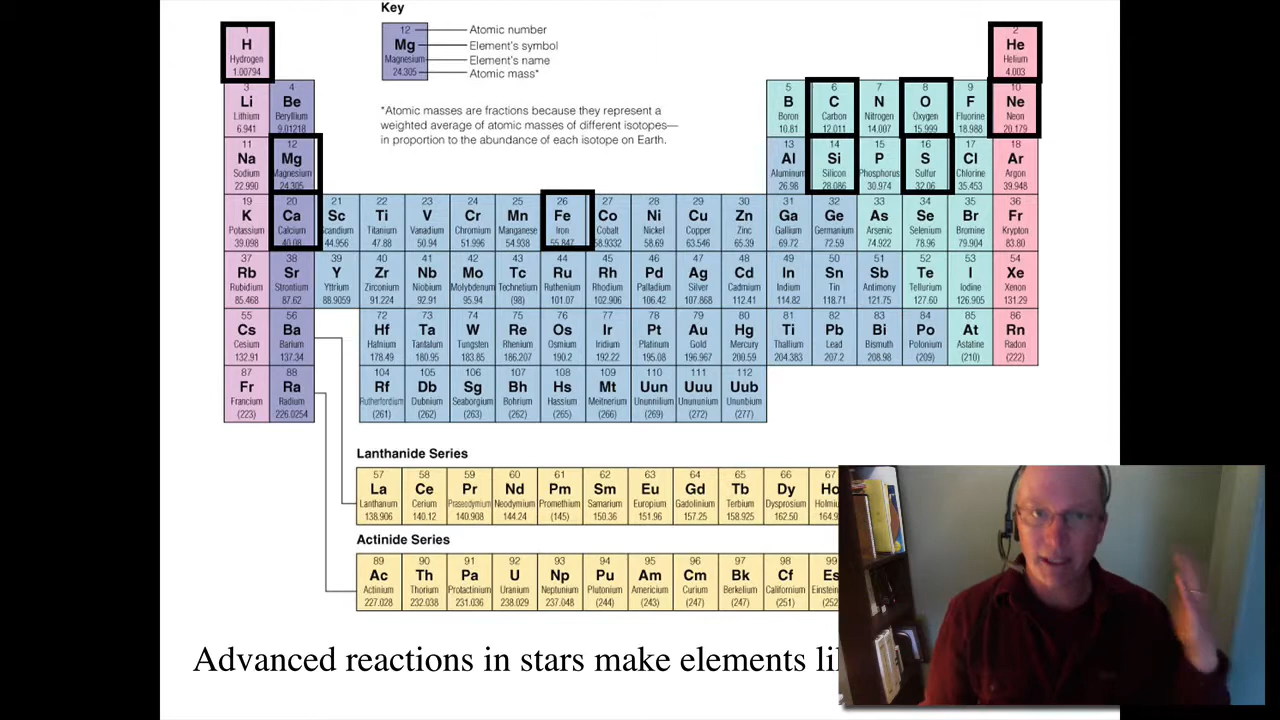 Key
12
Mg
Magnesium
24.305
Atomic number
Element's symbol
Element's name
Atomic mass*
*Atomic masses are fractions because they represent a
weighted average of atomic masses of different isotopes—
in proportion to the abundance of each isotope on Earth.
1 2
H He
Hydrogen Helium
1.00794 4.003
3 4 5 6 7 8 9 10
Li Be B C N O F Ne
Lithium Beryllium Boron Carbon Nitrogen Oxygen Fluorine Neon
6.941 9.01218 10.81 12.011 14.007 15.999 18.988 20.179
11 12 13 14 15 16 17 18
Na Mg Al Si P S Cl Ar
Sodium Magnesium Aluminum Silicon Phosphorus Sulfur Chlorine Argon
22.990 24.305 26.98 28.086 30.974 32.06 35.453 39.948
19 20 21 22 23 24 25 26 27 28 29 30 31 32 33 34 35 36
K Ca Sc Ti V Cr Mn Fe Co Ni Cu Zn Ga Ge As Se Br Kr
Potassium Calcium Scandium Titanium Vanadium Chromium Manganese Iron Cobalt Nickel Copper Zinc Gallium Germanium Arsenic Selenium Bromine Krypton
39.098 40.08 44.956 47.88 50.94 51.996 54.938 55.847 58.9332 58.69 63.546 65.39 69.72 72.59 74.922 78.96 79.904 83.80
37 38 39 40 41 42 43 44 45 46 47 48 49 50 51 52 53 54
Rb Sr Y Zr Nb Mo Tc Ru Rh Pd Ag Cd In Sn Sb Te I Xe
Rubidium Strontium Yttrium Zirconium Niobium Molybdenum Technetium Ruthenium Rhodium Palladium Silver Cadmium Indium Tin Antimony Tellurium Iodine Xenon
85.468 87.62 88.9059 91.224 92.91 95.94 (98) 101.07 102.906 106.42 107.868 112.41 114.82 118.71 121.75 127.60 126.905 131.29
55 56 72 73 74 75 76 77 78 79 80 81 82 83 84 85 86
Cs Ba Hf Ta W Re Os Ir Pt Au Hg Ti Pb Bi Po At Rn
Cesium Barium Hafnium Tantalum Tungsten Rhenium Osmium Iridium Platinum Gold Mercury Thallium Lead Bismuth Polonium Astatine Radon
132.91 137.34 178.49 180.95 183.85 186.207 190.2 192.22 195.08 196.967 200.59 204.383 207.2 208.98 (209) (210) (222)
87 88 104 105 106 107 108 109 110 111 112
Fr Ra Rf Db Sg Bh Hs Mt Uun Uuu Uub
Francium Radium Rutherfordium Dubnium Seaborgium Bohrium Hassium Meitnerium Ununnilium Unununium Ununbium
(223) 226.0254 (261) (262) (263) (262) (265) (266) (269) (272) (277)
Lanthanide Series
57 58 59 60 61 62 63 64 65 66 67
La Ce Pr Nd Pm Sm Eu Gd Tb Dy Ho
Lanthanum Cerium Praseodymium Neodymium Promethium Samarium Europium Gadolinium Terbium Dysprosium Holmi
138.906 140.12 140.908 144.24 (145) 150.36 151.96 157.25 158.925 162.50 164.9
Actinide Series
89 90 91 92 93 94 95 96 97 98 99
Ac Th Pa U Np Pu Am Cm Bk Cf Es
Actinium Thorium Protactinium Uranium Neptunium Plutonium Americium Curium Berkelium Californium Einstein
227.028 232.038 231.036 238.029 237.048 (244) (243) (247) (247) (251) (252
Advanced reactions in stars make elements li